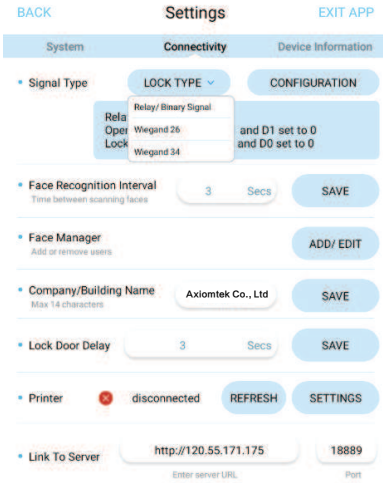 BACK Settings EXIT APP
System Connectivity Device Information
Signal Type LOCK TYPE CONFIGURATION
Relay/ Binary Signal
Rela
Oper Wiegand 26 and D1 set to 0
Lock and D0 set to 0
Wiegand 34
Face Recognition Interval 3 Secs SAVE
Time between scanning faces
Face Manager ADD/ EDIT
Add or remove users
Company/Building Name Axiomtek Co., Ltd SAVE
Max 14 characters
Lock Door Delay 3 Secs SAVE
Printer disconnected REFRESH SETTINGS
Link To Server http://120.55.171.175 18889
Enter server URL Port